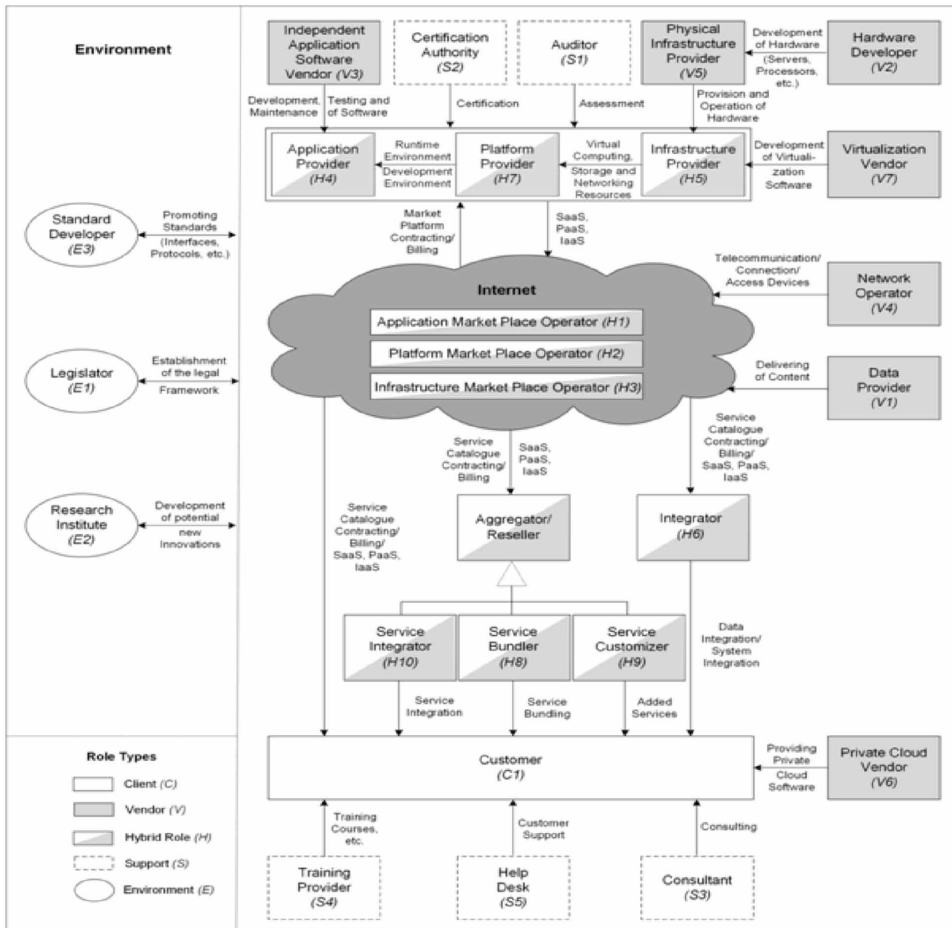 Environment
Independent
Application
Software
Vendor (V3)
Certification
Authority
(S2)
Auditor
(S1)
Physical
Infrastructure
Provider
(V5)
Development
of Hardware
(Servers,
Processors,
etc.)
Hardware
Developer
(V2)
Development,
Maintenance
Testing and
of Software
Certification
Assessment
Provision and
Operation of
Hardware
Application
Provider
(H4)
Runtime
Environment
Development
Environment
Platform
Provider
(H7)
Virtual
Computing,
Storage and
Networking
Resources
Infrastructure
Provider
(H5)
Development
of Virtuali-
zation
Software
Virtualization
Vendor
(V7)
Standard
Developer
(E3)
Promoting
Standards
(Interfaces,
Protocols, etc.)
Market
Platform
Contracting/
Billing
SaaS,
PaaS,
IaaS
Telecommunication/
Connection/
Access Devices
Network
Operator
(V4)
Internet
Application Market Place Operator (H1)
Platform Market Place Operator (H2)
Infrastructure Market Place Operator (H3)
Legislator
(E1)
Establishment
of the legal
Framework
Delivering
of Content
Data
Provider
(V1)
Service
Catalogue
Contracting/
Billing
SaaS,
PaaS,
IaaS
Service
Catalogue
Contracting/
Billing/
SaaS, PaaS,
IaaS
Research
Institute
(E2)
Development
of potential
new
Innovations
Service
Catalogue
Contracting/
Billing/
SaaS, PaaS,
IaaS
Aggregator/
Reseller
Integrator
(H6)
Service
Integrator
(H10)
Service
Bundler
(H8)
Service
Customizer
(H9)
Data
Integration/
System
Integration
Service
Integration
Service
Bundling
Added
Services
Customer
(C1)
Providing
Private
Cloud
Software
Private Cloud
Vendor
(V6)
Role Types
Client (C)
Vendor (V)
Hybrid Role (H)
Support (S)
Environment (E)
Training
Courses,
etc.
Customer
Support
Consulting
Training
Provider
(S4)
Help
Desk
(S5)
Consultant
(S3)